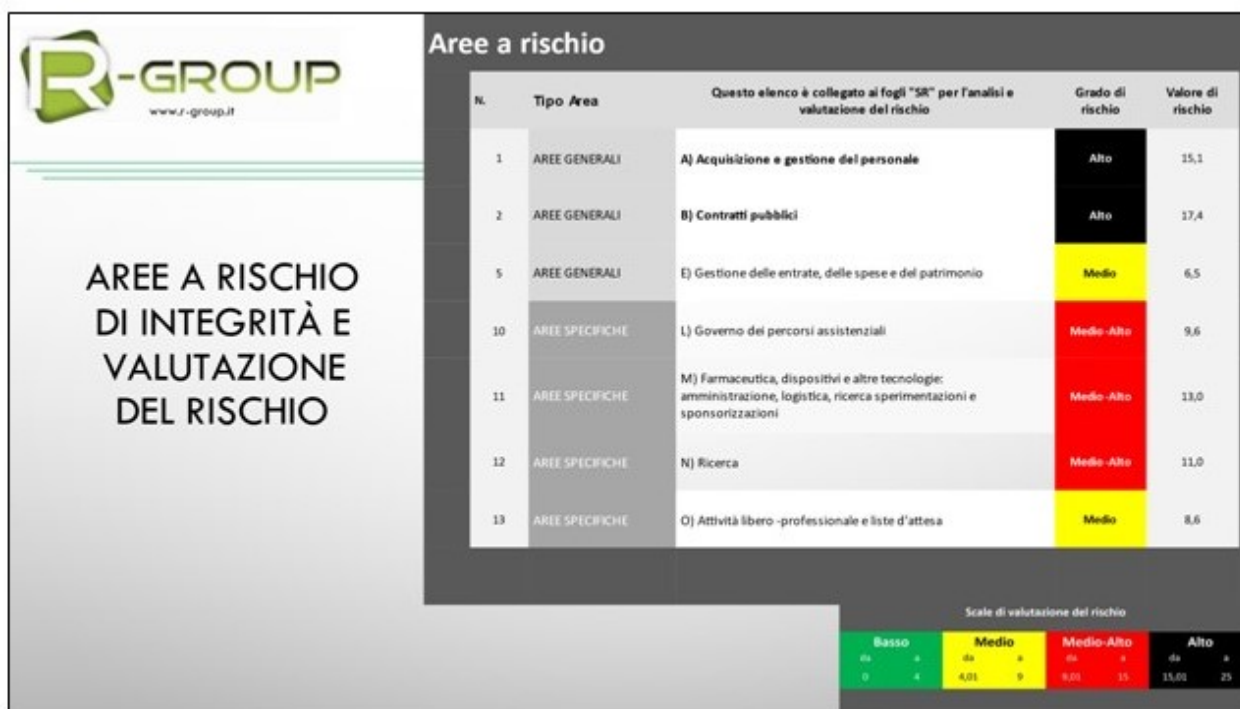 R-GROUP
www.r-group.it
AREE A RISCHIO
DI INTEGRITÀ E
VALUTAZIONE
DEL RISCHIO
Aree a rischio
N. Tipo Area Questo elenco è collegato ai fogli "SR" per l'analisi e valutazione del rischio Grado di rischio Valore di rischio
1 AREE GENERALI A) Acquisizione e gestione del personale Alto 15,1
2 AREE GENERALI B) Contratti pubblici Alto 17,4
5 AREE GENERALI E) Gestione delle entrate, delle spese e del patrimonio Medio 6,5
10 AREE SPECIFICHE L) Governo dei percorsi assistenziali Medio-Alto 9,6
11 AREE SPECIFICHE M) Farmaceutica, dispositivi e altre tecnologie:
amministrazione, logistica, ricerca sperimentazioni e
sponsorizzazioni Medio-Alto 13,0
12 AREE SPECIFICHE N) Ricerca Medio-Alto 11,0
13 AREE SPECIFICHE O) Attività libero -professionale e liste d'attesa Medio 8,6
Scale di valutazione del rischio
Basso Medio Medio-Alto Alto
da a da a da a da a
0 4 4,01 9 9,01 15 15,01 25